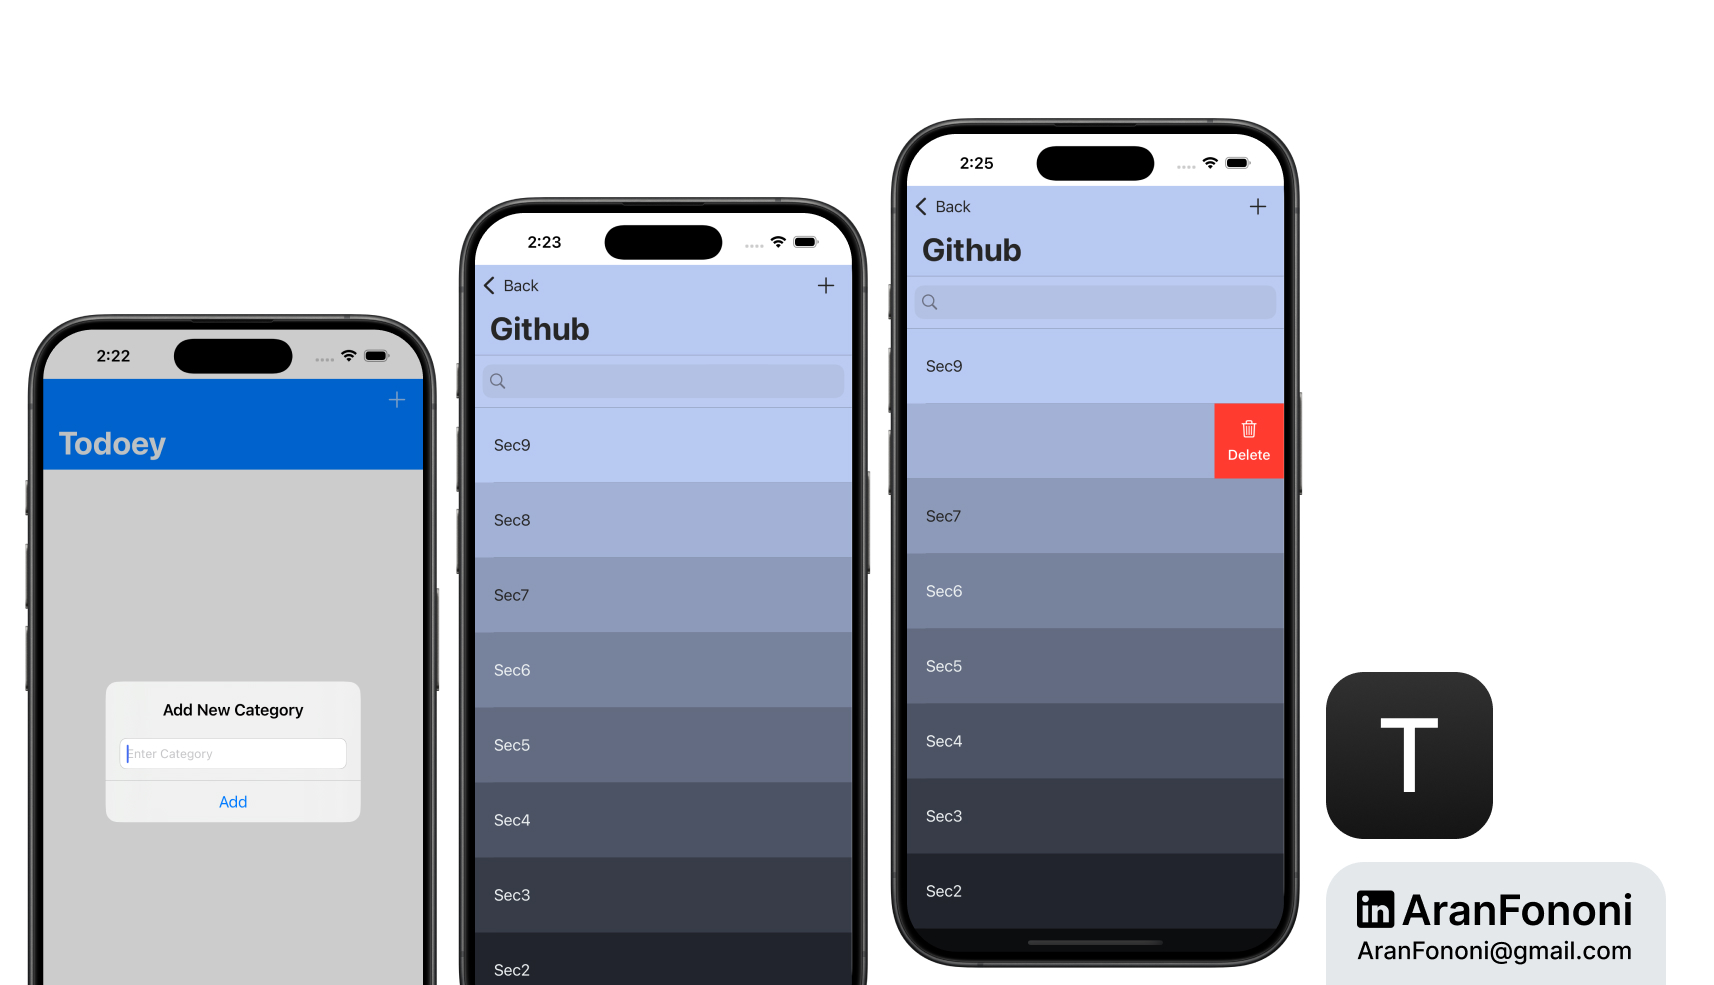 2:22
Todoey
Add New Category
Enter Category
Add
2:23
Back
Github
Sec9
Sec8
Sec7
Sec6
Sec5
Sec4
Sec3
Sec2
2:25
Back
Github
Sec9
Delete
Sec7
Sec6
Sec5
Sec4
Sec3
Sec2
T
in AranFononi
AranFononi@gmail.com